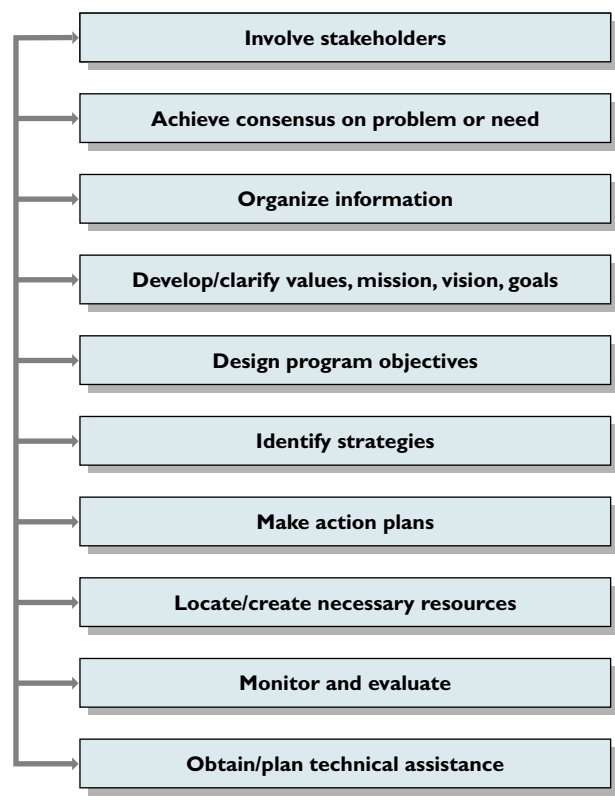 Involve stakeholders
Achieve consensus on problem or need
Organize information
Develop/clarify values, mission, vision, goals
Design program objectives
Identify strategies
Make action plans
Locate/create necessary resources
Monitor and evaluate
Obtain/plan technical assistance